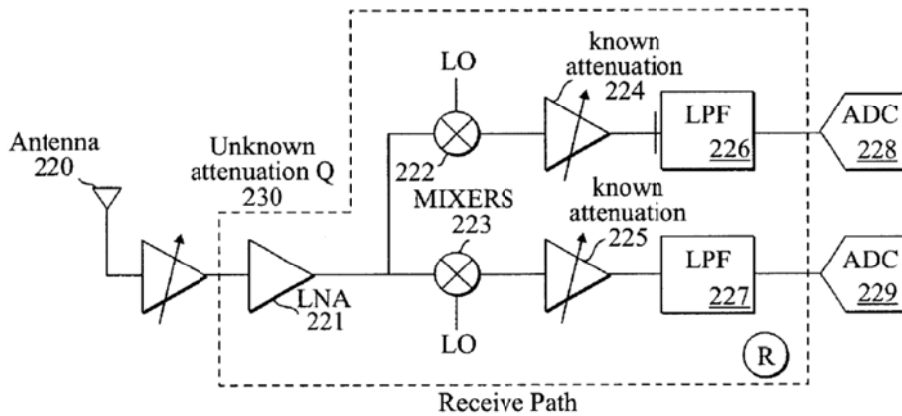 LO
known
attenuation
224
LPF
226
ADC
228
Antenna
220
Unknown
attenuation Q
230
222
MIXERS
223
known
attenuation
225
LNA
221
LO
LPF
227
ADC
229
R
Receive Path